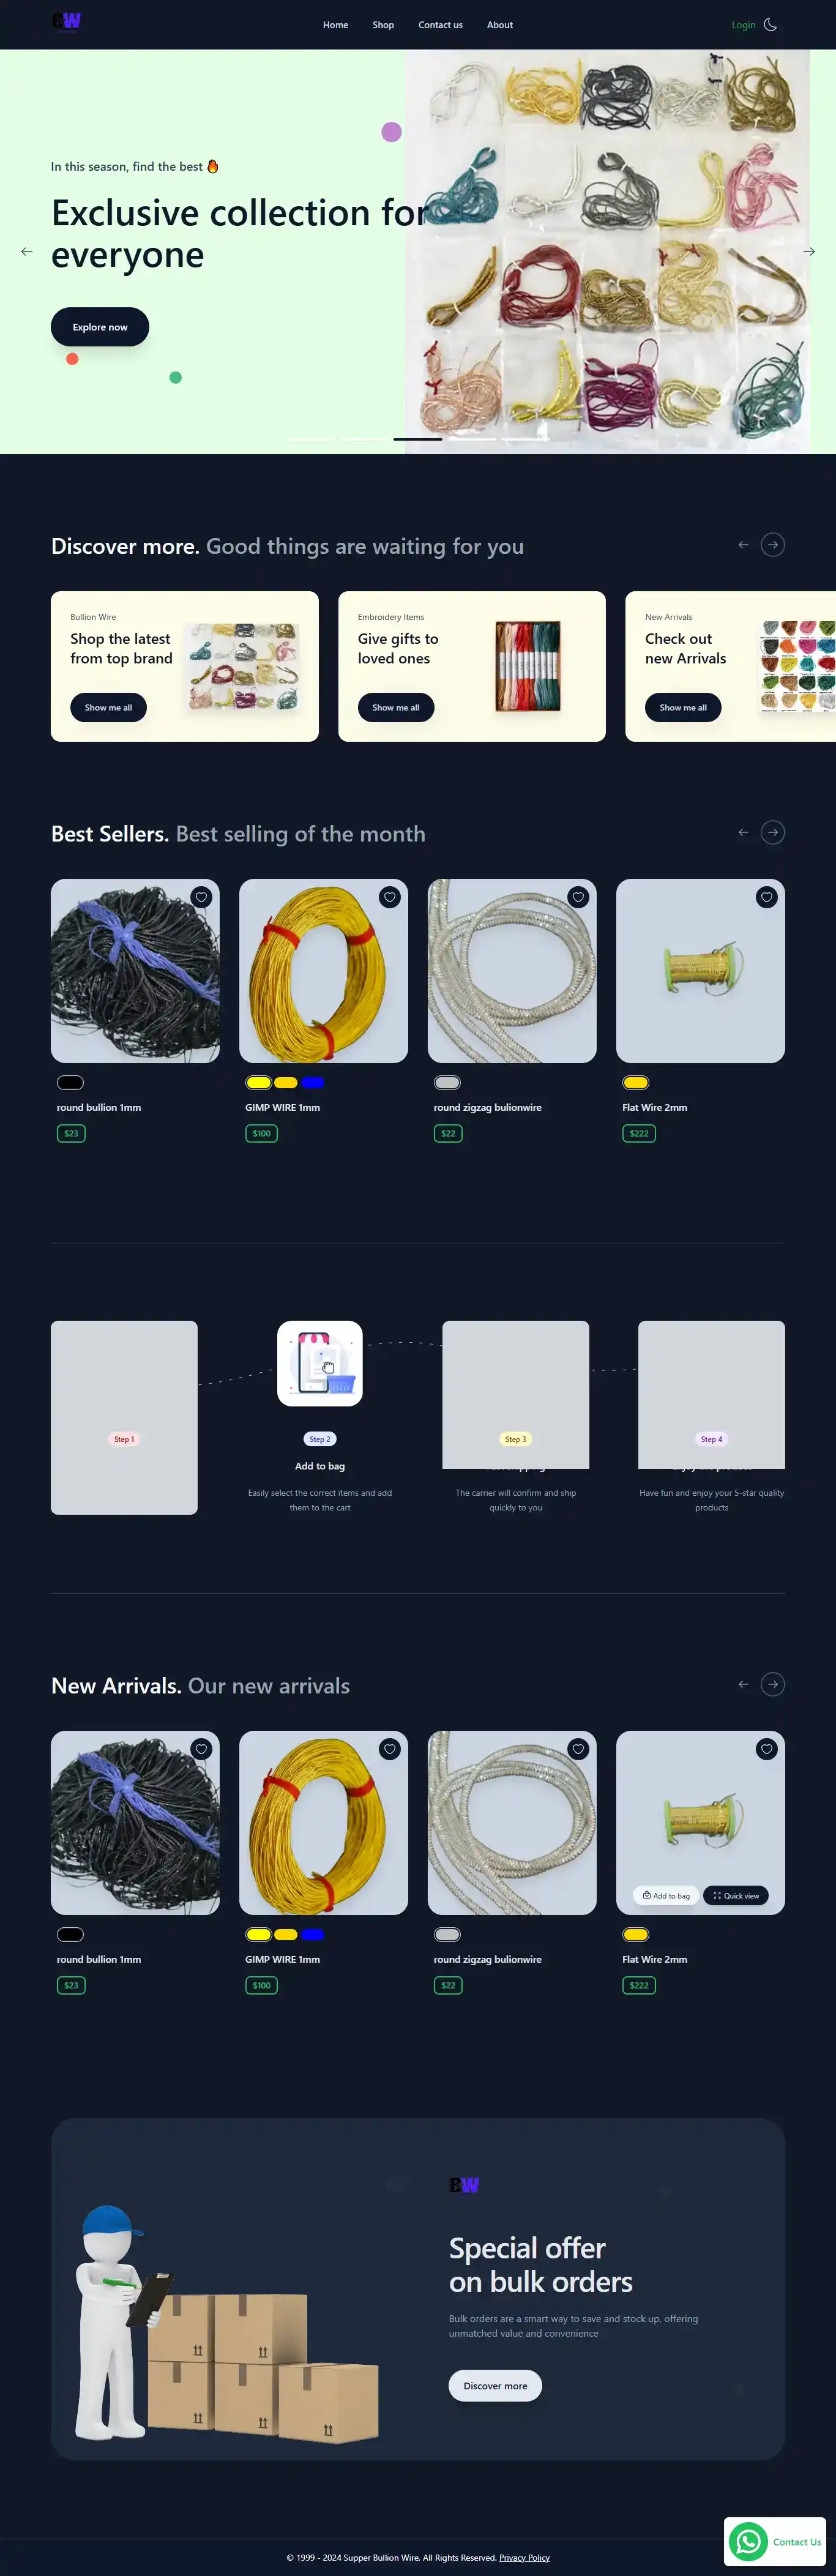 BW
Home
Shop
Contact us
About
Login
In this season, find the best
Exclusive collection for
everyone
Explore now
Discover more. Good things are waiting for you
Bullion Wire
Shop the latest
from top brand
Show me all
Embroidery Items
Give gifts to
loved ones
Show me all
New Arrivals
Check out
new Arrivals
Show me all
Best Sellers. Best selling of the month
round bullion 1mm
$23
GIMP WIRE 1mm
$100
round zigzag bulionwire
$22
Flat Wire 2mm
$222
Step 1
Step 2
Add to bag
Easily select the correct items and add
them to the cart
Step 3
The carrier will confirm and ship
quickly to you
Step 4
Have fun and enjoy your 5-star quality
products
New Arrivals. Our new arrivals
Add to bag
Quick view
round bullion 1mm
$23
GIMP WIRE 1mm
$100
round zigzag bulionwire
$22
Flat Wire 2mm
$222
BW
Special offer
on bulk orders
Bulk orders are a smart way to save and stock up, offering
unmatched value and convenience
Discover more
Contact Us
© 1999 - 2024 Supper Bullion Wire, All Rights Reserved. Privacy Policy